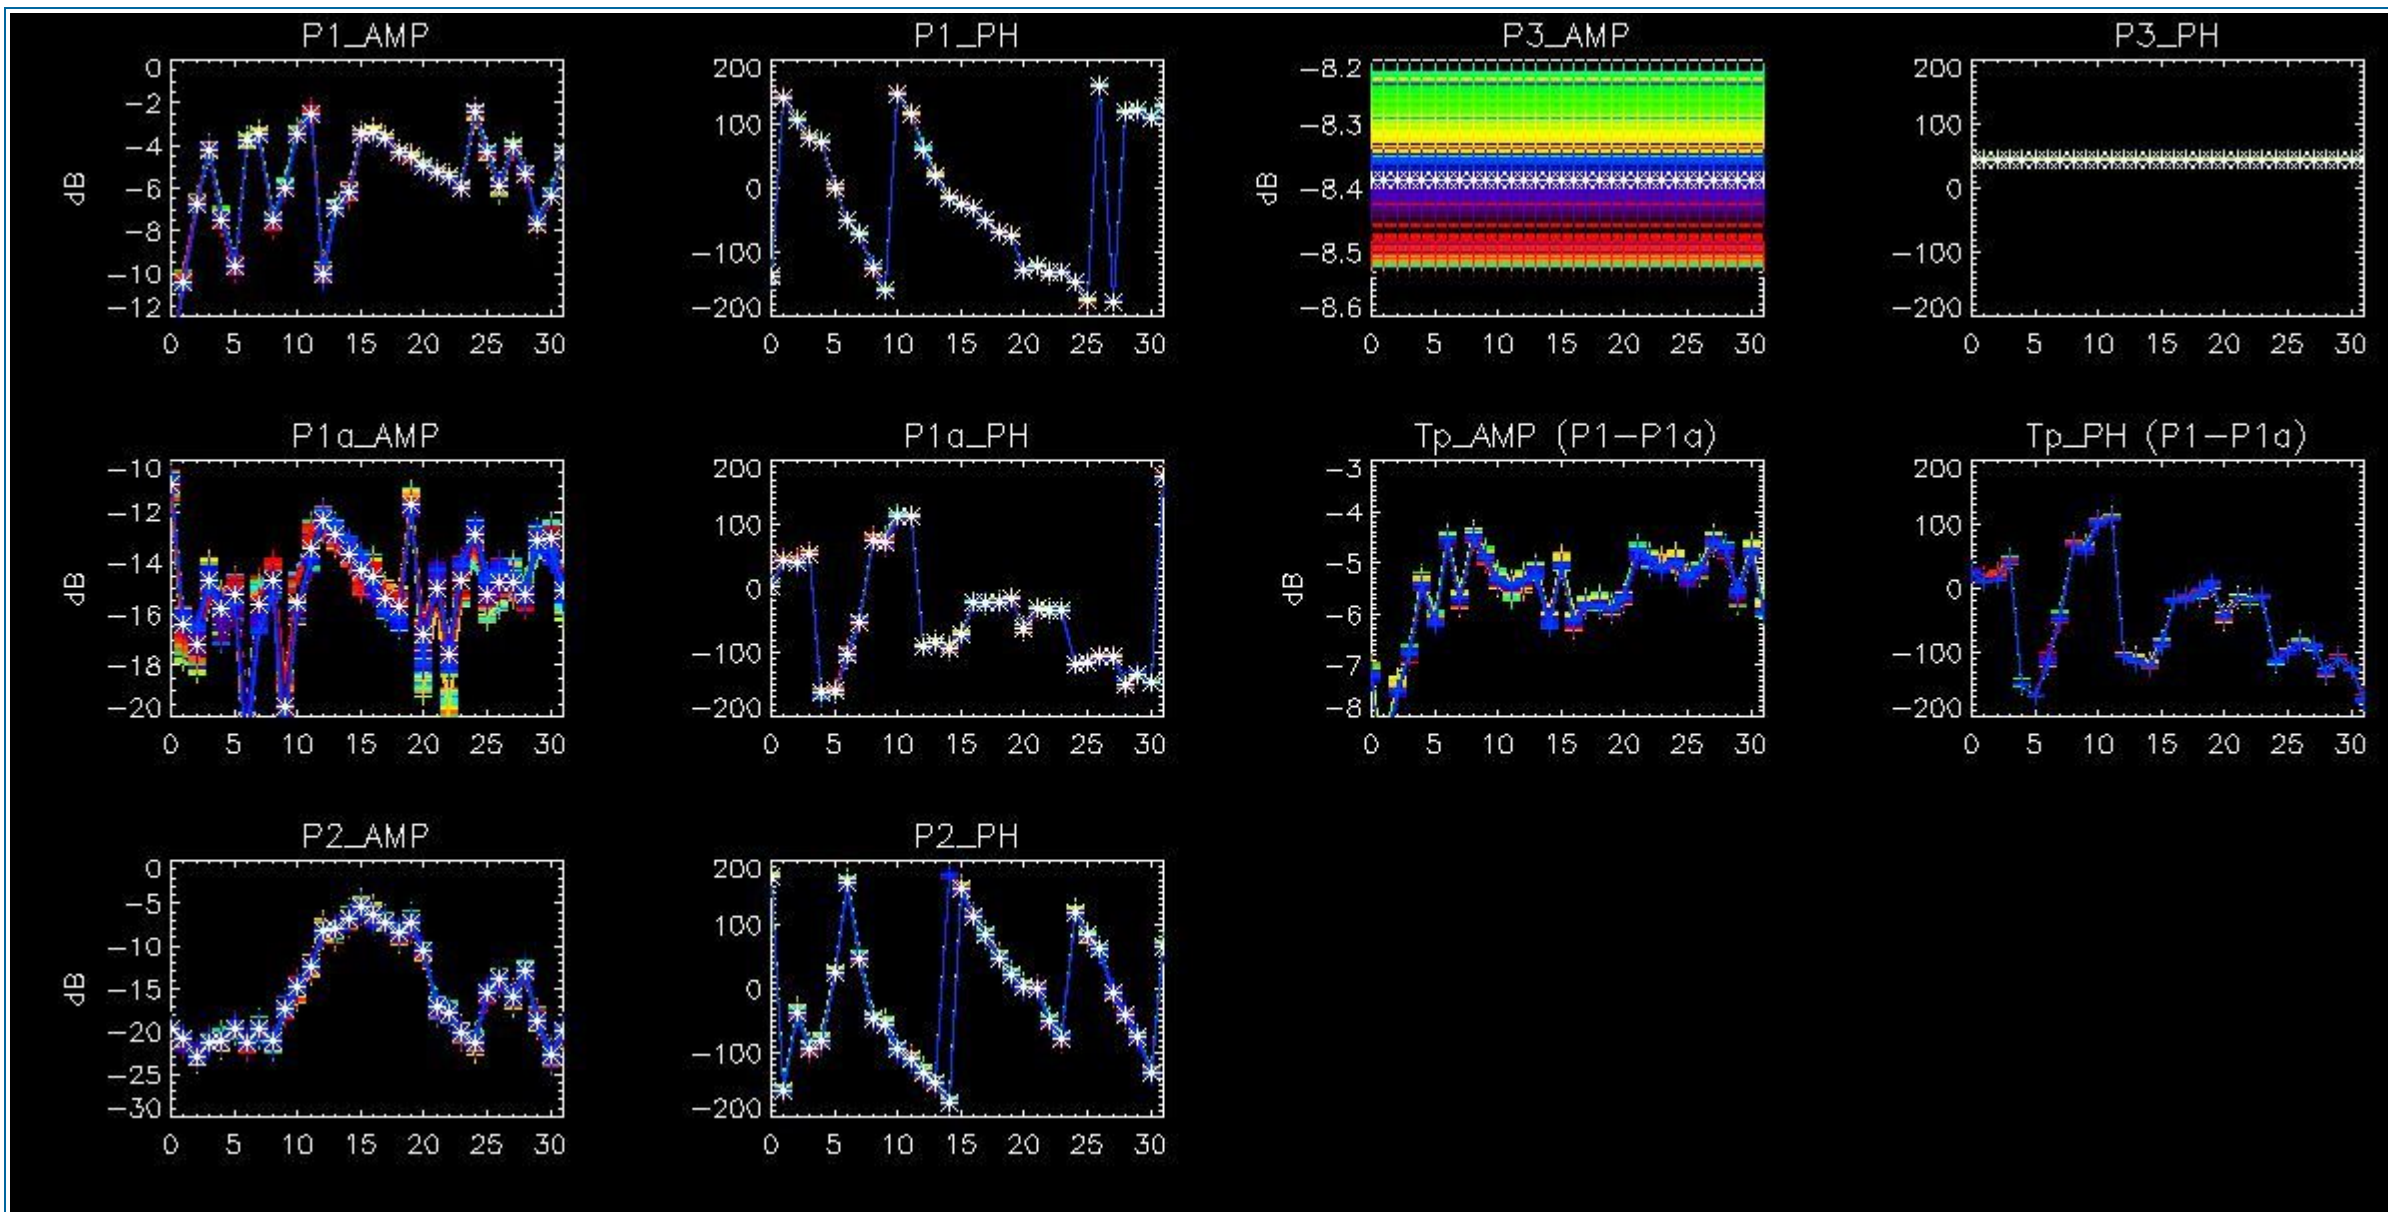 P1_AMP
0
−2
−4
−6
−8
−10
−12
dB
0 5 10 15 20 25 30
P1_PH
200
100
0
−100
−200
0 5 10 15 20 25 30
P3_AMP
−8.2
−8.3
−8.4
−8.5
−8.6
dB
0 5 10 15 20 25 30
P3_PH
200
100
0
−100
−200
0 5 10 15 20 25 30
P1a_AMP
−10
−12
−14
−16
−18
−20
dB
0 5 10 15 20 25 30
P1a_PH
200
100
0
−100
−200
0 5 10 15 20 25 30
Tp_AMP (P1−P1a)
−3
−4
−5
−6
−7
−8
dB
0 5 10 15 20 25 30
Tp_PH (P1−P1a)
200
100
0
−100
−200
0 5 10 15 20 25 30
P2_AMP
0
−5
−10
−15
−20
−25
−30
dB
0 5 10 15 20 25 30
P2_PH
200
100
0
−100
−200
0 5 10 15 20 25 30